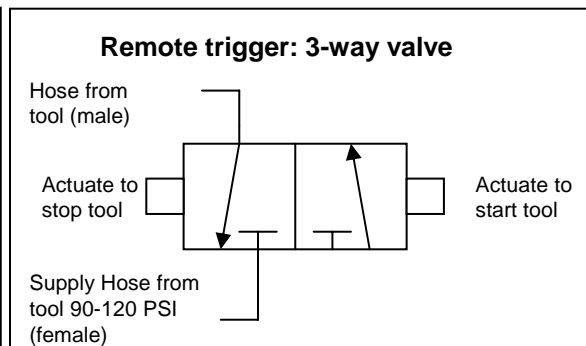 Remote trigger: 3-way valve
Hose from
tool (male)
Actuate to
stop tool
Actuate to
start tool
Supply Hose from
tool 90-120 PSI
(female)